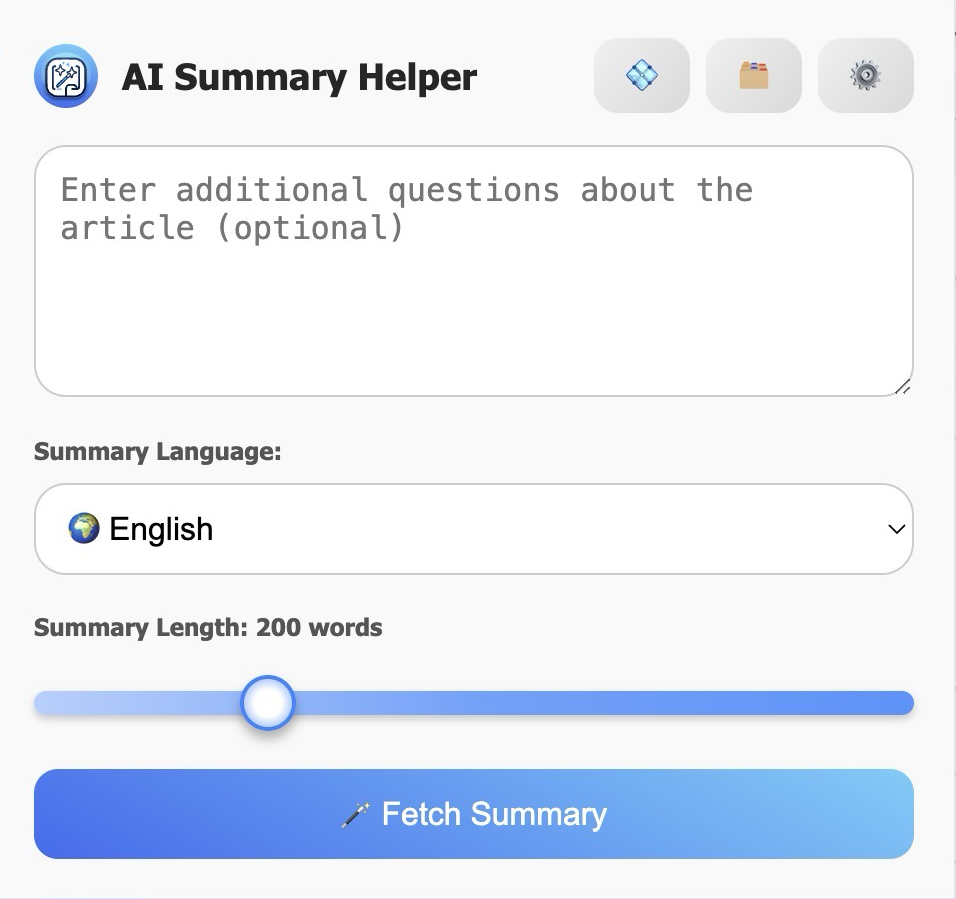 AI Summary Helper
Enter additional questions about the
article (optional)
Summary Language:
English
Summary Length: 200 words
Fetch Summary